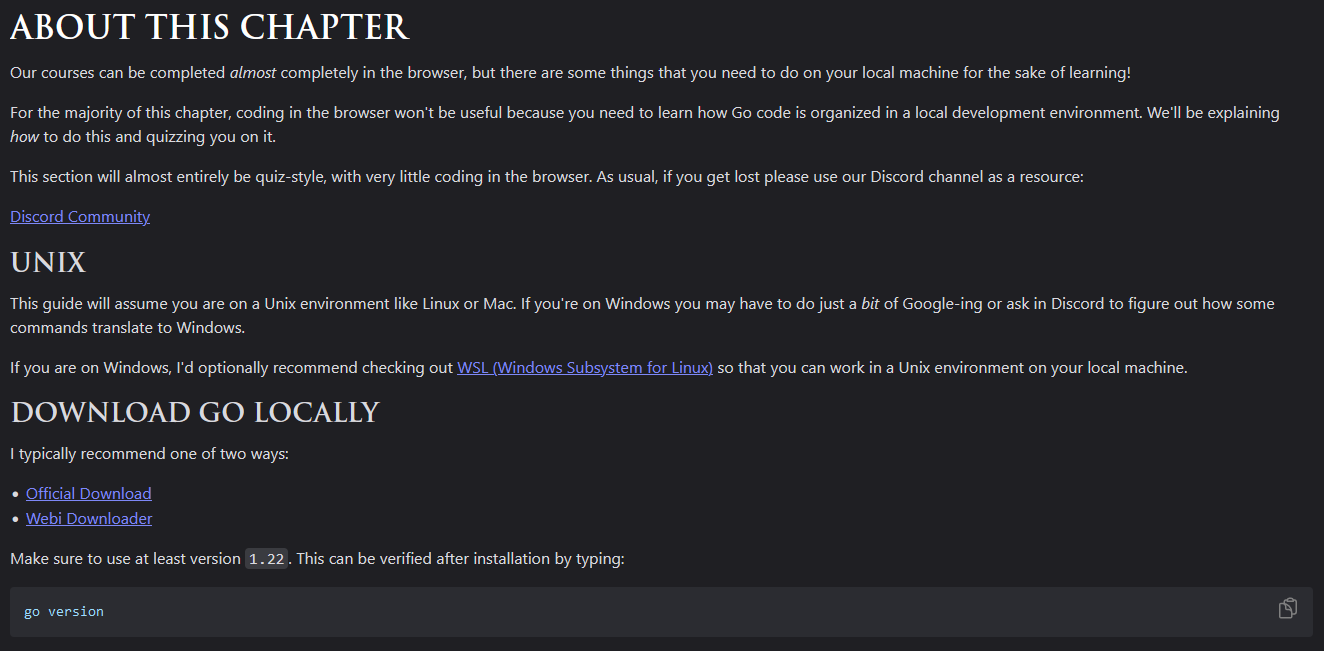 ABOUT THIS CHAPTER
Our courses can be completed almost completely in the browser, but there are some things that you need to do on your local machine for the sake of learning!
For the majority of this chapter, coding in the browser won't be useful because you need to learn how Go code is organized in a local development environment. We'll be explaining
how to do this and quizzing you on it.
This section will almost entirely be quiz-style, with very little coding in the browser. As usual, if you get lost please use our Discord channel as a resource:
Discord Community
UNIX
This guide will assume you are on a Unix environment like Linux or Mac. If you're on Windows you may have to do just a bit of Google-ing or ask in Discord to figure out how some
commands translate to Windows.
If you are on Windows, I'd optionally recommend checking out WSL (Windows Subsystem for Linux) so that you can work in a Unix environment on your local machine.
DOWNLOAD GO LOCALLY
I typically recommend one of two ways:
• Official Download
• Webi Downloader
Make sure to use at least version 1.22. This can be verified after installation by typing:
go version